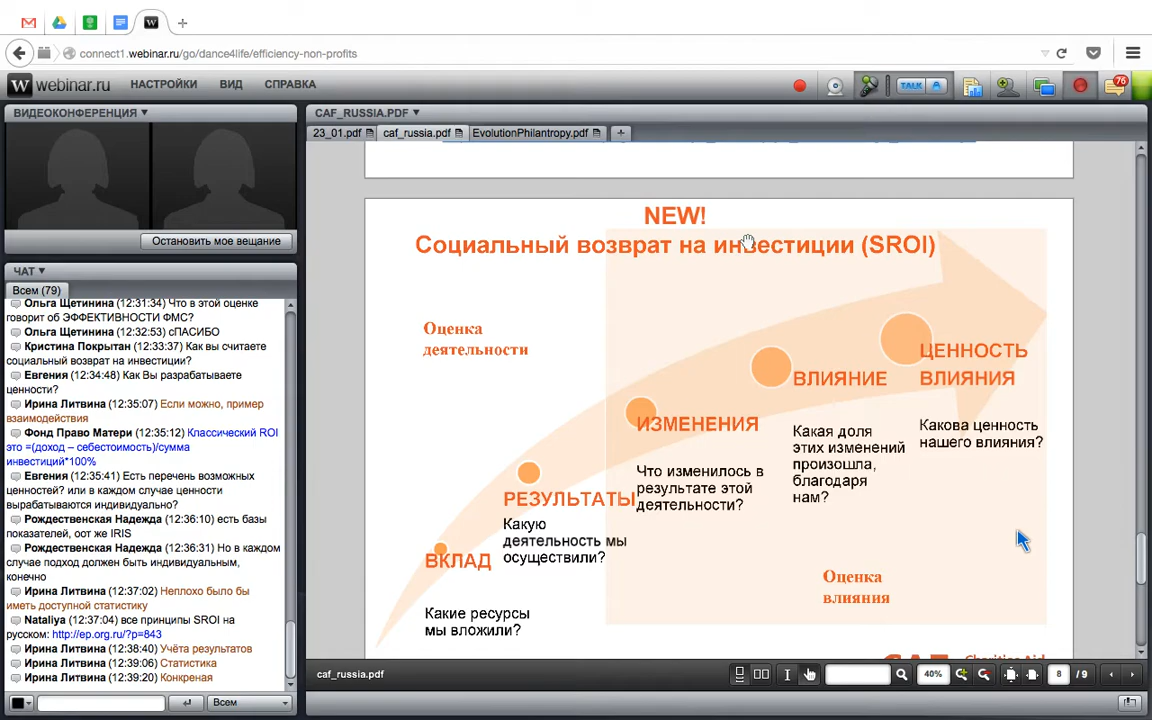 connect1.webinar.ru/go/dance4life/efficiency-non-profits
webinar.ru
НАСТРОЙКИ ВИД СПРАВКА
TALK
76
ВИДЕОКОНФЕРЕНЦИЯ
Остановить мое вещание
ЧАТ
Всем (79)
Ольга Щетинина (12:31:34) Что в этой оценке
говорит об ЭФФЕКТИВНОСТИ ФМС?
Ольга Щетинина (12:32:53) сПАСИБО
Кристина Покрытан (12:33:37) Как вы считаете
социальный возврат на инвестиции?
Евгения (12:34:48) Как Вы разрабатываете
ценности?
Ирина Литвина (12:35:07) Если можно, пример
взаимодействия
Фонд Право Матери (12:35:12) Классический ROI
это =(доход – себестоимость)/сумма
инвестиций*100%
Евгения (12:35:41) Есть перечень возможных
ценностей? или в каждом случае ценности
вырабатываются индивидуально?
Рождественская Надежда (12:36:10) есть базы
показателей, оот же IRIS
Рождественская Надежда (12:36:31) Но в каждом
случае подход должен быть индивидуальным,
конечно
Ирина Литвина (12:37:02) Неплохо было бы
иметь доступной статистику
Nataliya (12:37:04) все принципы SROI на
русском: http://ep.org.ru/?p=843
Ирина Литвина (12:38:40) Учёта результатов
Ирина Литвина (12:39:06) Статистика
Ирина Литвина (12:39:20) Конкреная
Всем
CAF_RUSSIA.PDF
23_01.pdf caf_russia.pdf EvolutionPhilantropy.pdf
NEW!
Социальный возврат на инвестиции (SROI)
Оценка
деятельности
ЦЕННОСТЬ
ВЛИЯНИЯ
Какова ценность
нашего влияния?
ВЛИЯНИЕ
Какая доля
этих изменений
произошла,
благодаря
нам?
ИЗМЕНЕНИЯ
Что изменилось в
результате этой
деятельности?
РЕЗУЛЬТАТЫ
Какую
деятельность мы
осуществили?
ВКЛАД
Какие ресурсы
мы вложили?
Оценка
влияния
CAF Charities Aid
caf_russia.pdf
40%
8 / 9